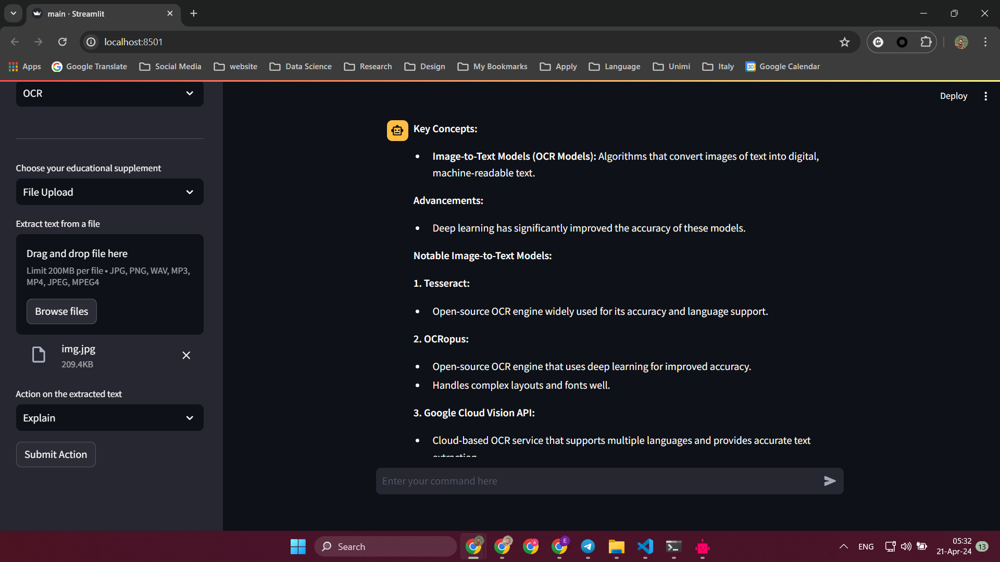 main · Streamlit
localhost:8501
Apps
Google Translate
Social Media
website
Data Science
Research
Design
My Bookmarks
Apply
Language
Unimi
Italy
30
Google Calendar
OCR
Choose your educational supplement
File Upload
Extract text from a file
Drag and drop file here
Limit 200MB per file • JPG, PNG, WAV, MP3,
MP4, JPEG, MPEG4
Browse files
img.jpg
209.4KB
Action on the extracted text
Explain
Submit Action
Deploy
Key Concepts:
• Image-to-Text Models (OCR Models): Algorithms that convert images of text into digital,
machine-readable text.
Advancements:
• Deep learning has significantly improved the accuracy of these models.
Notable Image-to-Text Models:
1. Tesseract:
• Open-source OCR engine widely used for its accuracy and language support.
2. OCRopus:
• Open-source OCR engine that uses deep learning for improved accuracy.
• Handles complex layouts and fonts well.
3. Google Cloud Vision API:
• Cloud-based OCR service that supports multiple languages and provides accurate text
extraction.
Enter your command here
Search
A
E
ENG
05:32
21-Apr-24
13